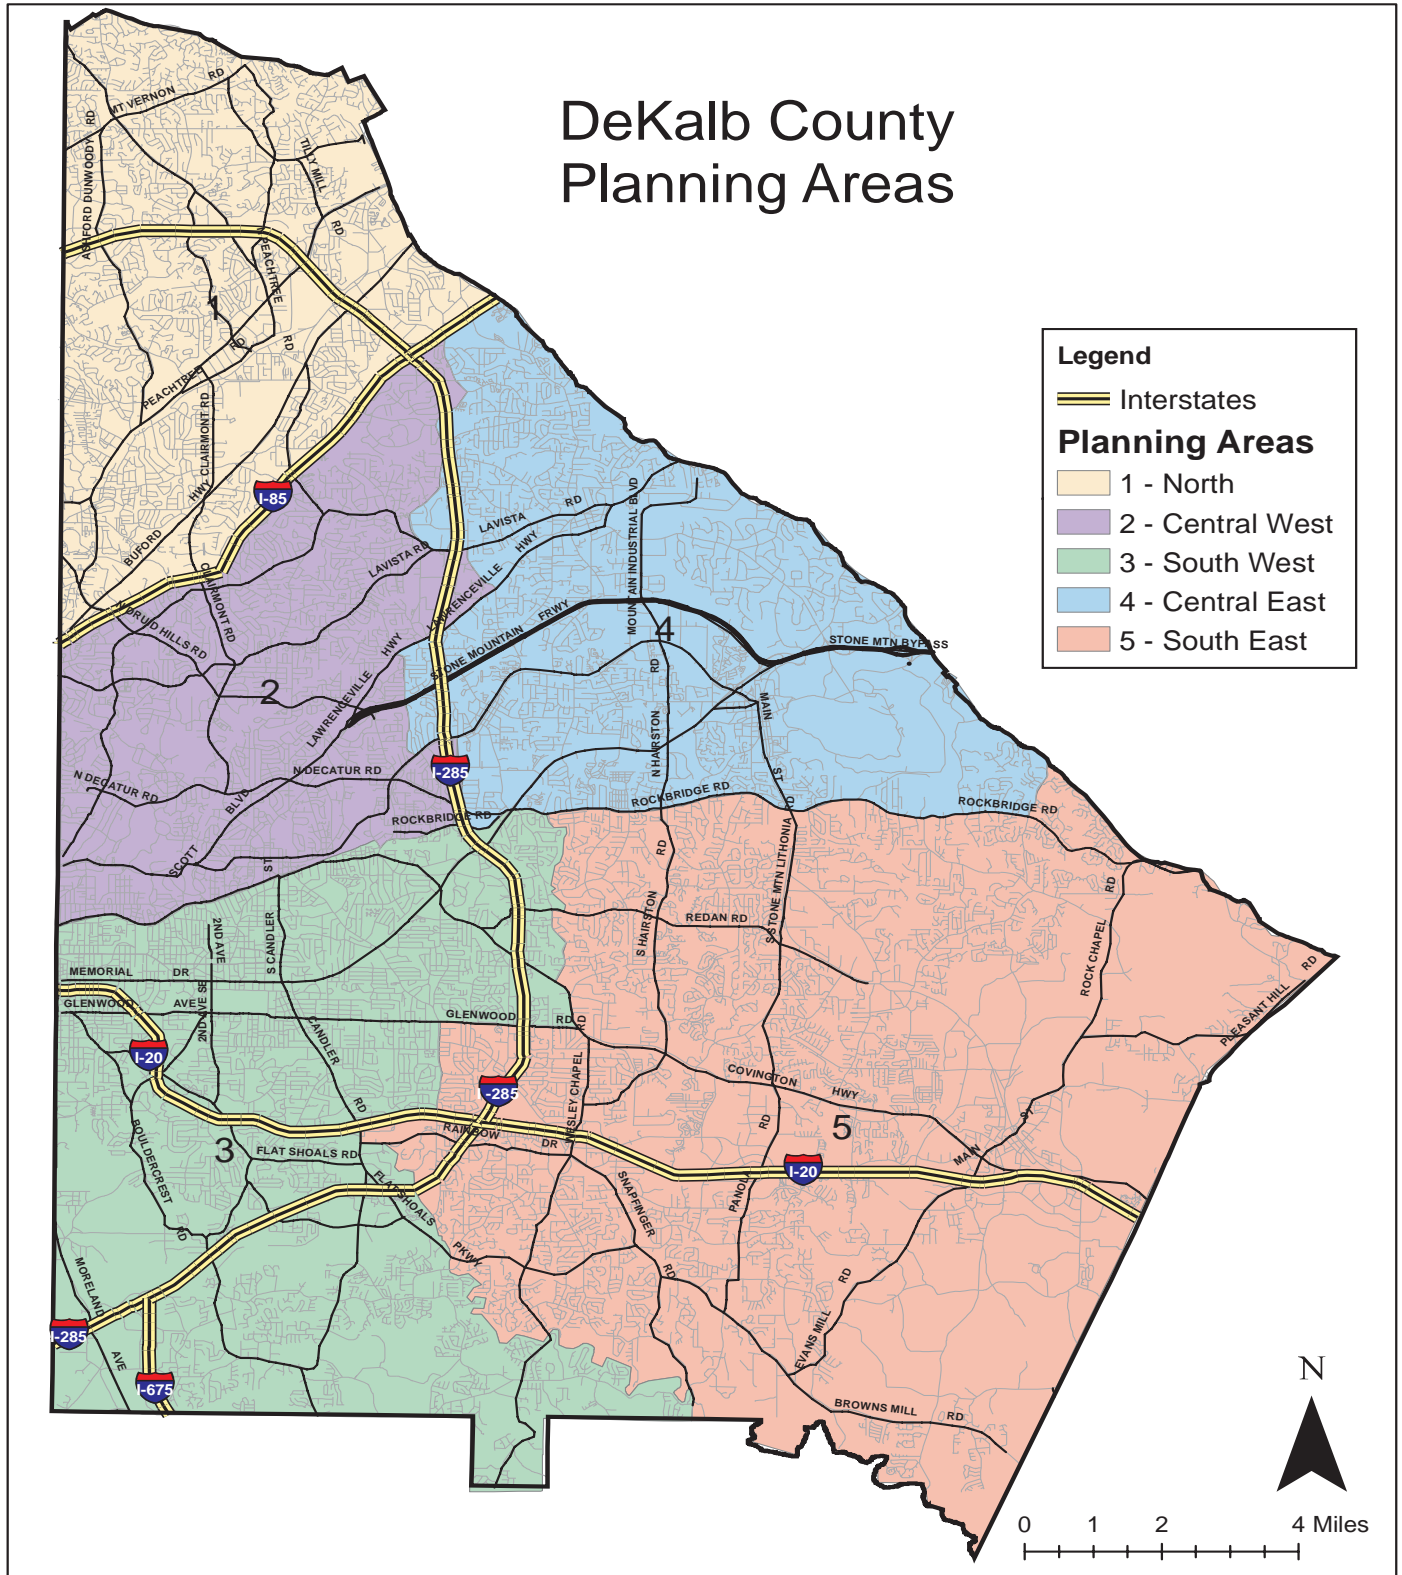 DeKalb County
Planning Areas
MT VERNON
RD
ASHFORD DUNWOODY RD
TILLY MILL
RD
N PEACHTREE
RD
1
PEACHTREE
RD
HWY
CLAIRMONT RD
I-85
BUFORD
Legend
Interstates
Planning Areas
1 - North
2 - Central West
3 - South West
4 - Central East
5 - South East
LAVISTA
RD
LAVISTA RD
HWY
LAWRENCEVILLE
MOUNTAIN INDUSTRIAL BLVD
CLAIRMONT RD
N DRUID HILLS RD
STONE MOUNTAIN
FRWY
4
STONE MTN BYPASS
HWY
LAWRENCEVILLE
2
RD
N HAIRSTON
MAIN
ST
N DECATUR RD
N DECATUR RD
I-285
BLVD
SCOTT
ROCKBRIDGE RD
ROCKBRIDGE RD
ROCKBRIDGE RD
ST
S CANDLER
2ND AVE
RD
S HAIRSTON
REDAN RD
S STONE MTN LITHONIA RD
RD
ROCK CHAPEL
RD
PLEASANT HILL
MEMORIAL
DR
GLENWOOD
AVE
2ND AVE SE
GLENWOOD
RD
RD
I-20
CANDLER
RD
I-285
WESLEY CHAPEL
COVINGTON
HWY
RAINBOW
DR
BOULDERCREST
RD
3
FLAT SHOALS RD
FLAT SHOALS
PKWY
SNAPFINGER
RD
RD
PANOLA
5
I-20
MAIN
ST
MORELAND
AVE
I-285
I-675
EVANS MILL
RD
BROWNS MILL
RD
N
0
1
2
4 Miles